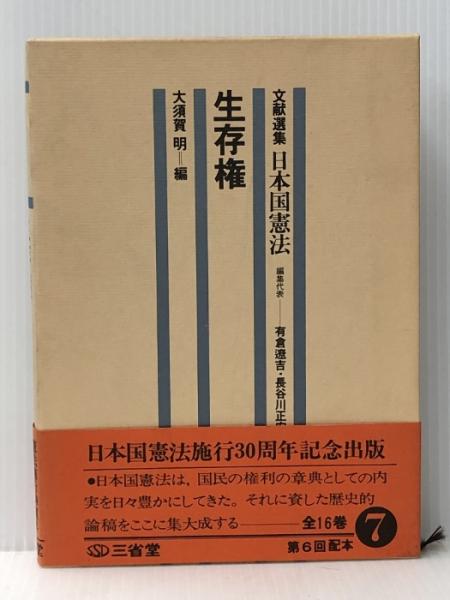 文献選集 日本国憲法
編集代表――有倉遼吉・長谷川正
生存権
大須賀 明=編
日本国憲法施行30周年記念出版
●日本国憲法は，国民の権利の章典としての内
実を日々豊かにしてきた。それに資した歴史的
論稿をここに集大成する――全16巻
7
SSD 三省堂
第6回配本